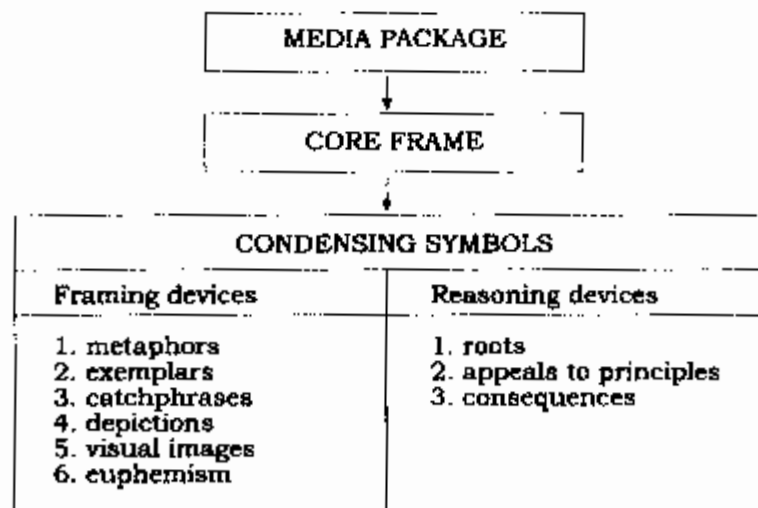 MEDIA PACKAGE
CORE FRAME
CONDENSING SYMBOLS
Framing devices
1. metaphors
2. exemplars
3. catchphrases
4. depictions
5. visual images
6. euphemism
Reasoning devices
1. roots
2. appeals to principles
3. consequences